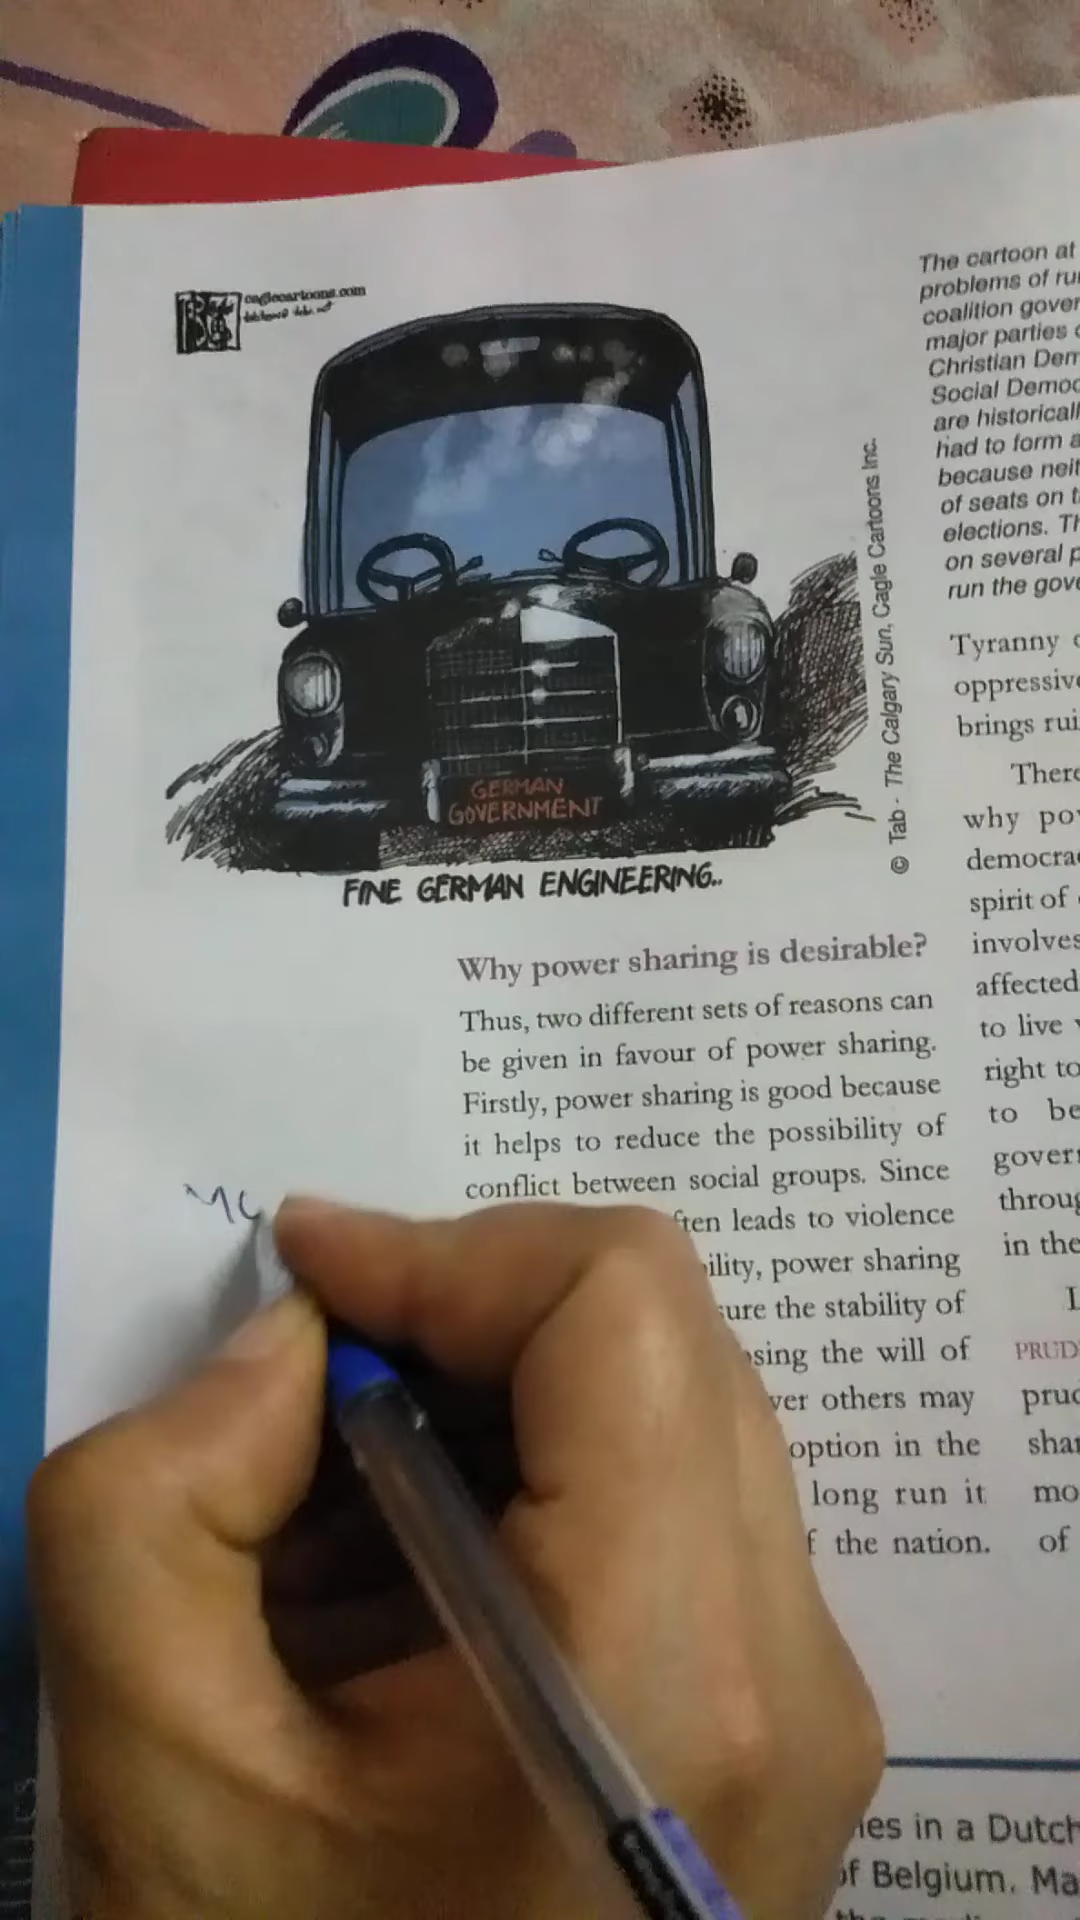 caglecartoons.com
GERMAN
GOVERNMENT
FINE GERMAN ENGINEERING..
© Tab - The Calgary Sun, Cagle Cartoons Inc.
Why power sharing is desirable?
Thus, two different sets of reasons can
be given in favour of power sharing.
Firstly, power sharing is good because
it helps to reduce the possibility of
conflict between social groups. Since
ften leads to violence
ility, power sharing
sure the stability of
osing the will of
ver others may
option in the
long run it
f the nation.
The cartoon at
problems of ru
coalition gover
major parties
Christian Dem
Social Democ
are historicall
had to form a
because neit
of seats on t
elections. Th
on several p
run the gove
Tyranny
oppressive
brings rui
There
why po
democra
spirit of
involves
affected
to live
right to
to be
govern
throug
in the
L
PRUD
pruc
shar
mo
of
ies in a Dutch
of Belgium. Ma